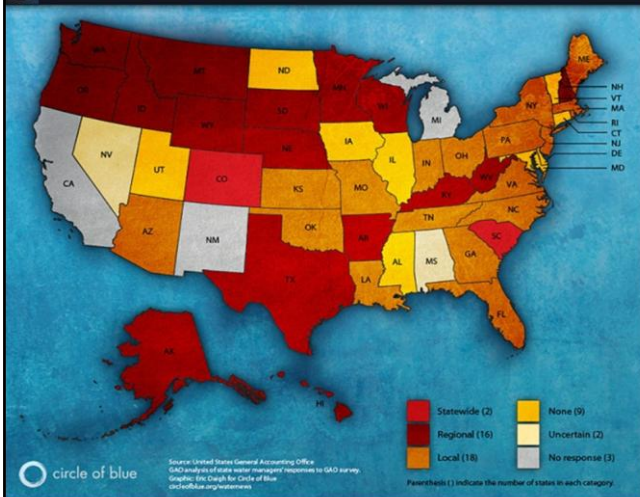 WA
MT
ND
MN
ME
OR
ID
WY
SD
WI
MI
NY
NH
VT
MA
RI
CT
NJ
DE
MD
NE
IA
IL
IN
OH
PA
CA
NV
UT
CO
KS
MO
KY
WV
VA
AZ
NM
OK
AR
TN
NC
SC
TX
LA
AL
MS
GA
FL
AK
HI
Statewide (2)
Regional (16)
Local (18)
None (9)
Uncertain (2)
No response (3)
Parenthesis ( ) indicate the number of states in each catagory.
circle of blue
Source: United States General Accounting Office
GAO analysis of state water managers' responses to GAO survey.
Graphic: Eric Daigh for Circle of Blue
circleofblue.org/waternews